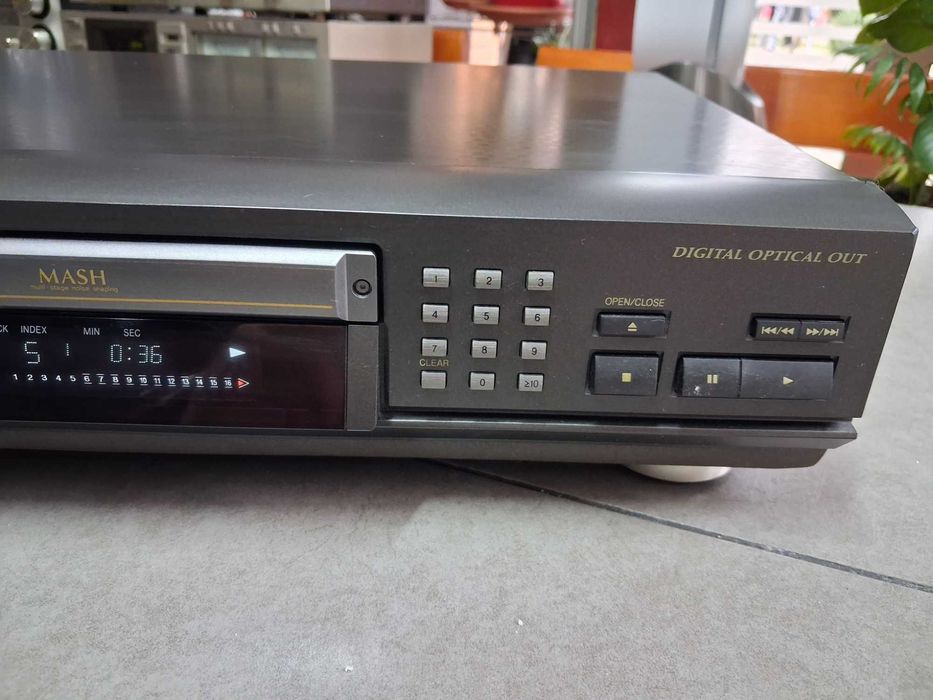 DIGITAL OPTICAL OUT
MASH
multi-stage noise shaping
1 2 3
OPEN/CLOSE
4 5 6
CK INDEX MIN SEC
5 1 0:36
7 8 9
CLEAR
1 2 3 4 5 6 7 8 9 10 11 12 13 14 15 16
0 ≥10